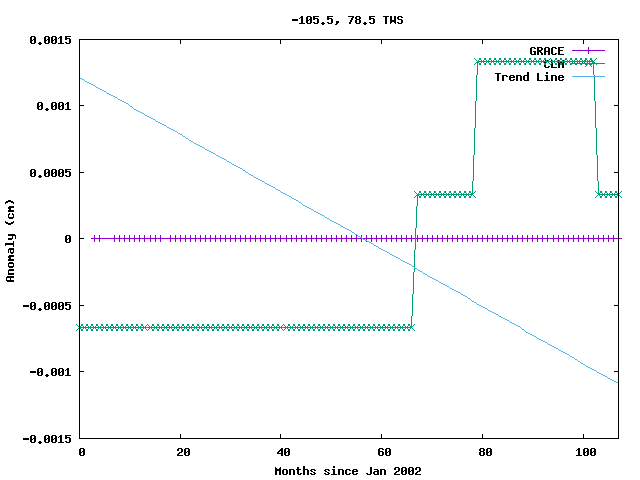 -105.5, 78.5 TWS
0.0015
0.001
0.0005
0
-0.0005
-0.001
-0.0015
Anomaly (cm)
GRACE
CLM
Trend Line
0 20 40 60 80 100
Months since Jan 2002